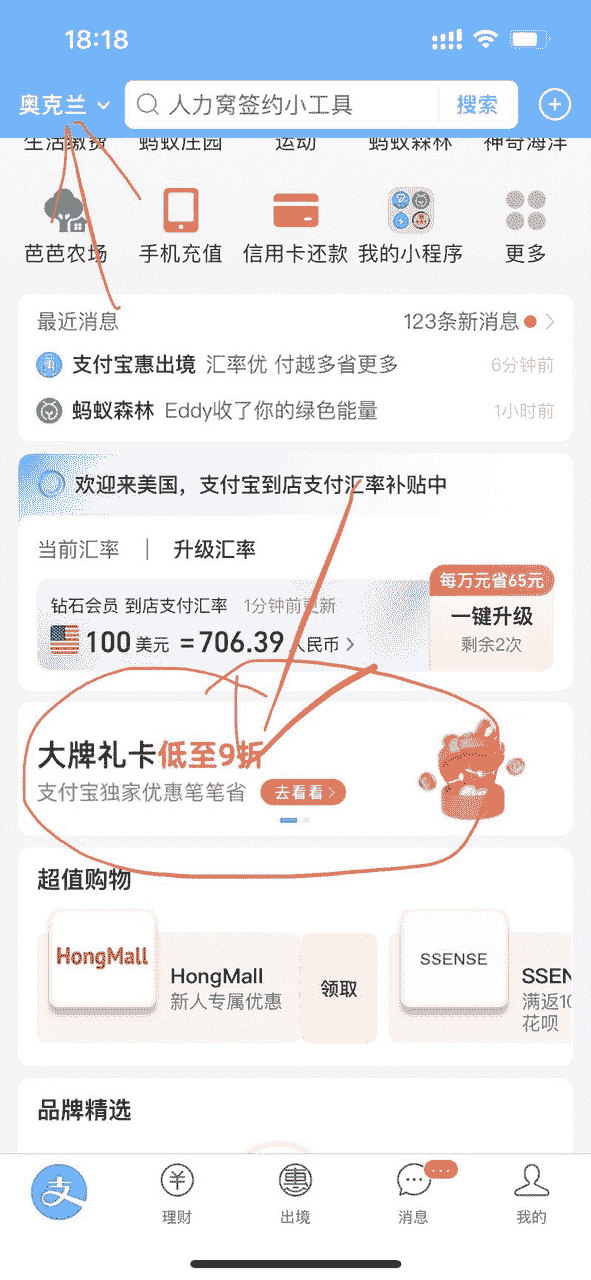 18:18
奥克兰 人力窝签约小工具 搜索
生活缴费 蚂蚁庄园 运动 蚂蚁森林 神奇海洋
芭芭农场 手机充值 信用卡还款 我的小程序 更多
最近消息 123条新消息
支付宝惠出境 汇率优 付越多省更多 6分钟前
蚂蚁森林 Eddy收了你的绿色能量 1小时前
欢迎来美国，支付宝到店支付汇率补贴中
当前汇率 | 升级汇率
每万元省65元
钻石会员 到店支付汇率 1分钟前更新
一键升级
100 美元 =706.39 人民币
剩余2次
大牌礼卡低至9折
支付宝独家优惠笔笔省 去看看
超值购物
HongMall
SSENSE
HongMall
新人专属优惠
领取
SSEN
满返10
花呗
品牌精选
支
理财 出境 消息 我的